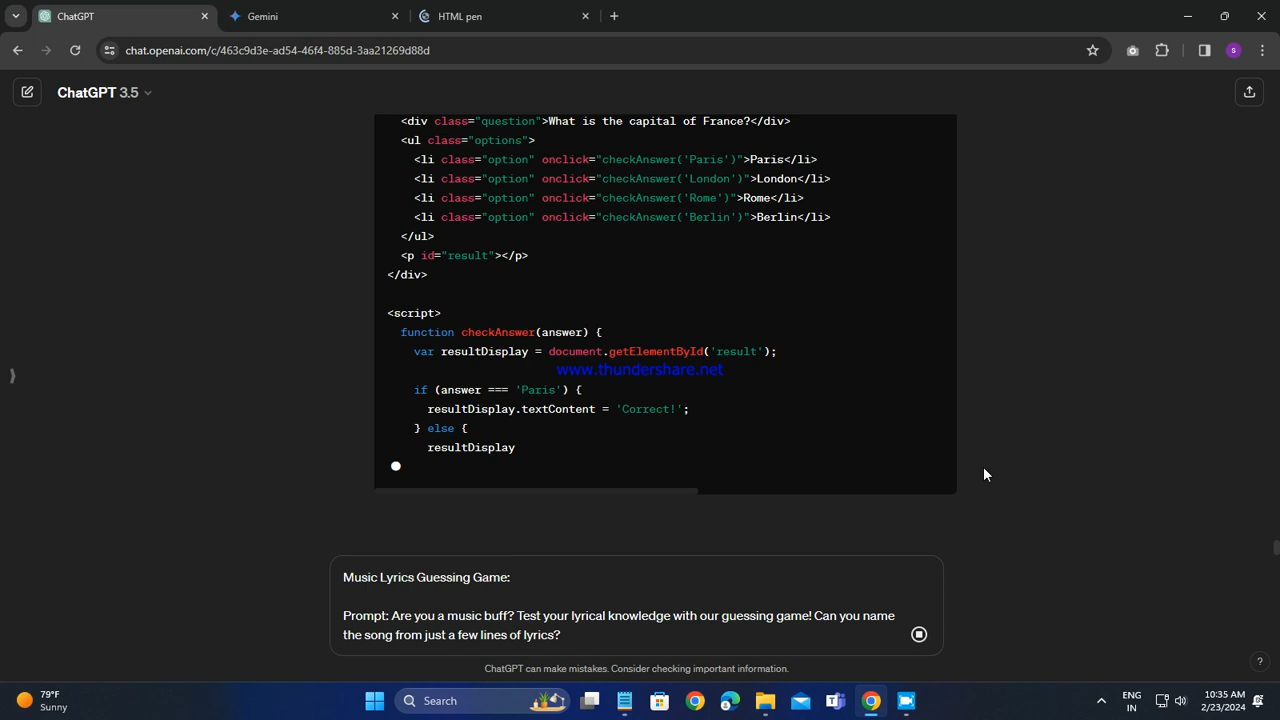 ChatGPT
Gemini
HTML pen
chat.openai.com/c/463c9d3e-ad54-46f4-885d-3aa21269d88d
S
ChatGPT 3.5
<div class="question">What is the capital of France?</div>
<ul class="options">
<li class="option" onclick="checkAnswer('Paris')">Paris</li>
<li class="option" onclick="checkAnswer('London')">London</li>
<li class="option" onclick="checkAnswer('Rome')">Rome</li>
<li class="option" onclick="checkAnswer('Berlin')">Berlin</li>
</ul>
<p id="result"></p>
</div>
<script>
function checkAnswer(answer) {
var resultDisplay = document.getElementById('result');
www.thundershare.net
if (answer === 'Paris') {
resultDisplay.textContent = 'Correct!';
} else {
resultDisplay
Music Lyrics Guessing Game:
Prompt: Are you a music buff? Test your lyrical knowledge with our guessing game! Can you name
the song from just a few lines of lyrics?
ChatGPT can make mistakes. Consider checking important information.
?
79°F
Sunny
Search
ENG
IN
10:35 AM
2/23/2024